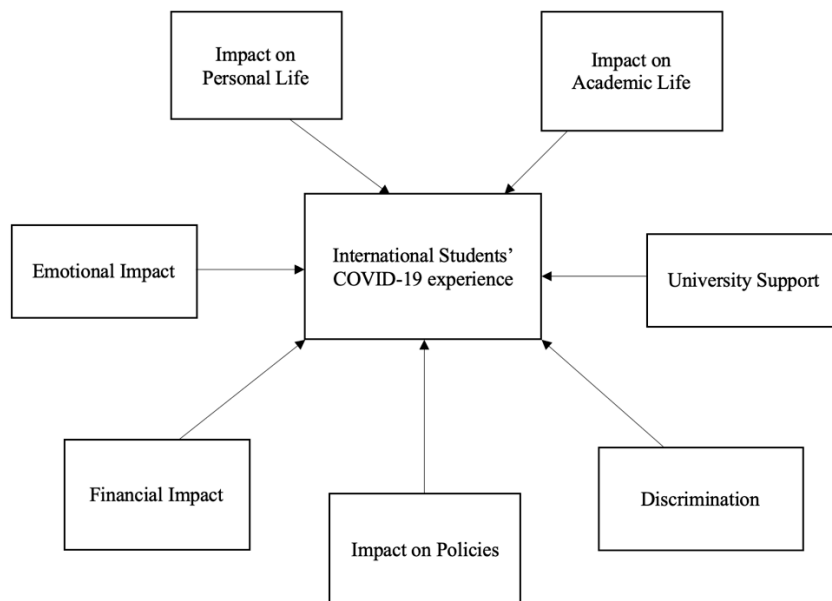 Impact on
Personal Life
Impact on
Academic Life
International Students’
COVID-19 experience
Emotional Impact
University Support
Financial Impact
Impact on Policies
Discrimination